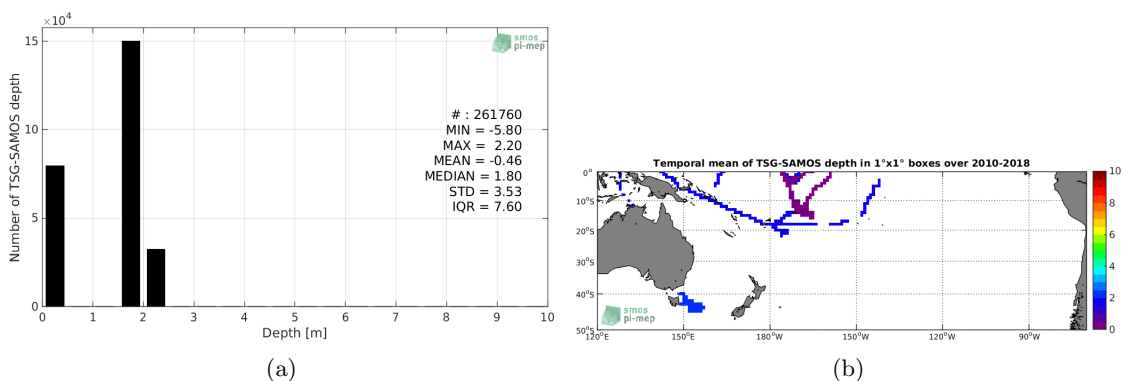 ×10⁴
15
10
5
0
0 1 2 3 4 5 6 7 8 9 10
Depth [m]
Number of TSG-SAMOS depth
smos
pi-mep
# : 261760
MIN = -5.80
MAX = 2.20
MEAN = -0.46
MEDIAN = 1.80
STD = 3.53
IQR = 7.60
(a)
Temporal mean of TSG-SAMOS depth in 1°x1° boxes over 2010-2018
0°
10°S
20°S
30°S
40°S
50°S
120°E 150°E 180°W 150°W 120°W 90°W
smos
pi-mep
10
8
6
4
2
0
(b)